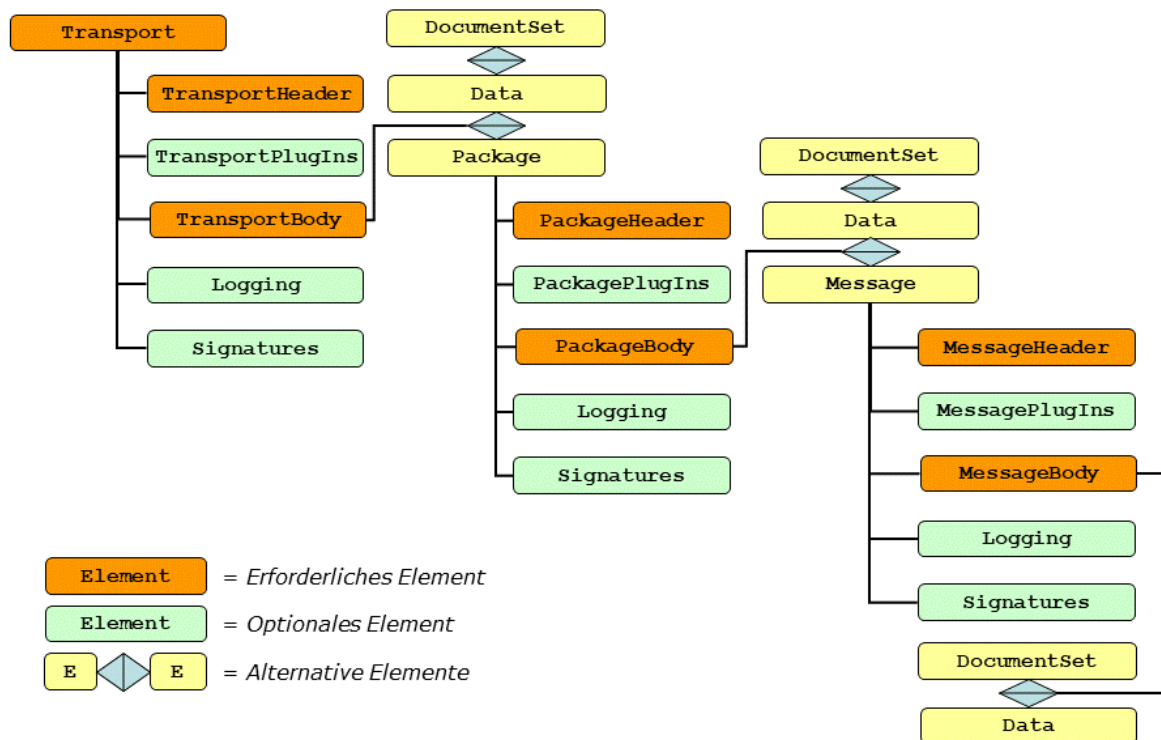 Transport
TransportHeader
TransportPlugIns
TransportBody
Logging
Signatures
DocumentSet
Data
Package
PackageHeader
PackagePlugIns
PackageBody
Logging
Signatures
DocumentSet
Data
Message
MessageHeader
MessagePlugIns
MessageBody
Logging
Signatures
DocumentSet
Data
Element = Erforderliches Element
Element = Optionales Element
E E = Alternative Elemente